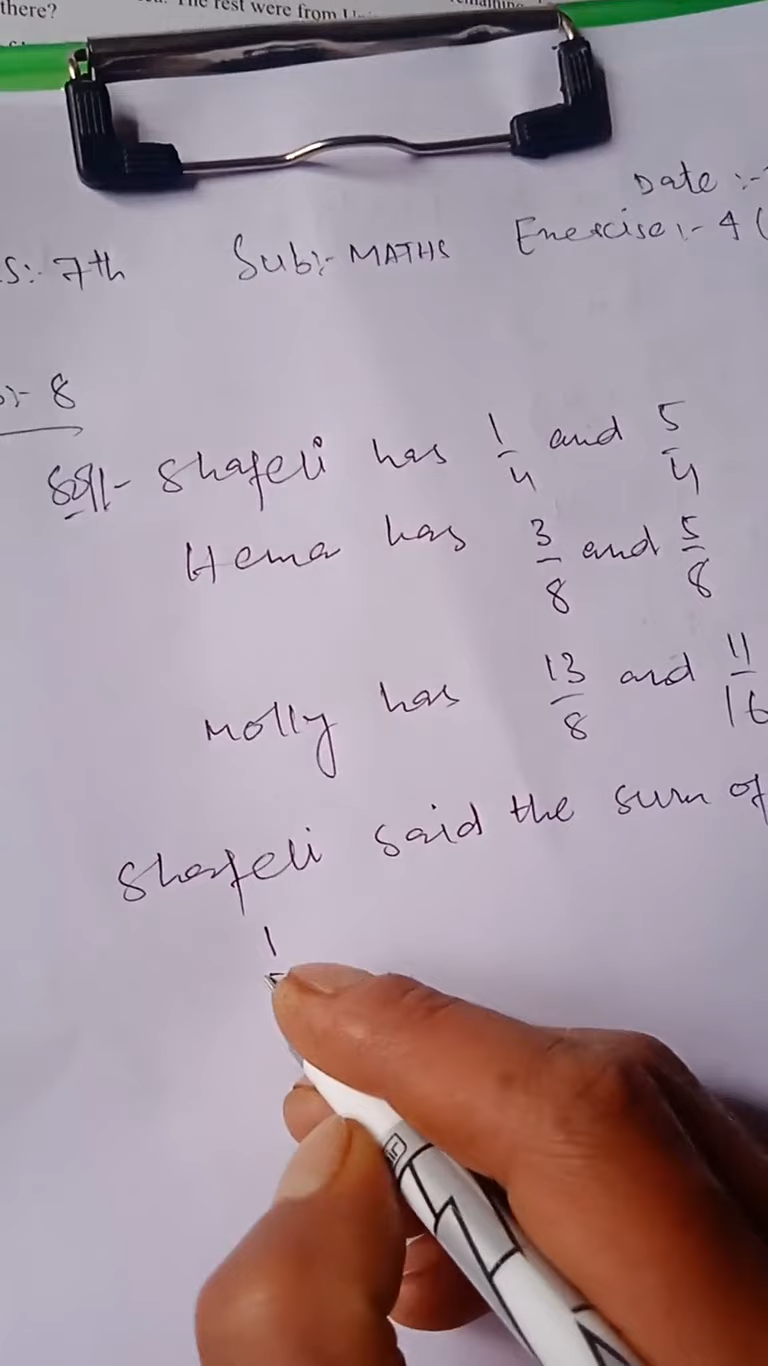 there? The rest were from remaining
Date :-
S:- 7th Sub:- MATHS Enercise:- 4 (
):- 8
Sol:- Shafeli has 1/4 and 5/4
Hema has 3/8 and 5/8
Molly has 13/8 and 11/16
Shafeli said the sum of
1